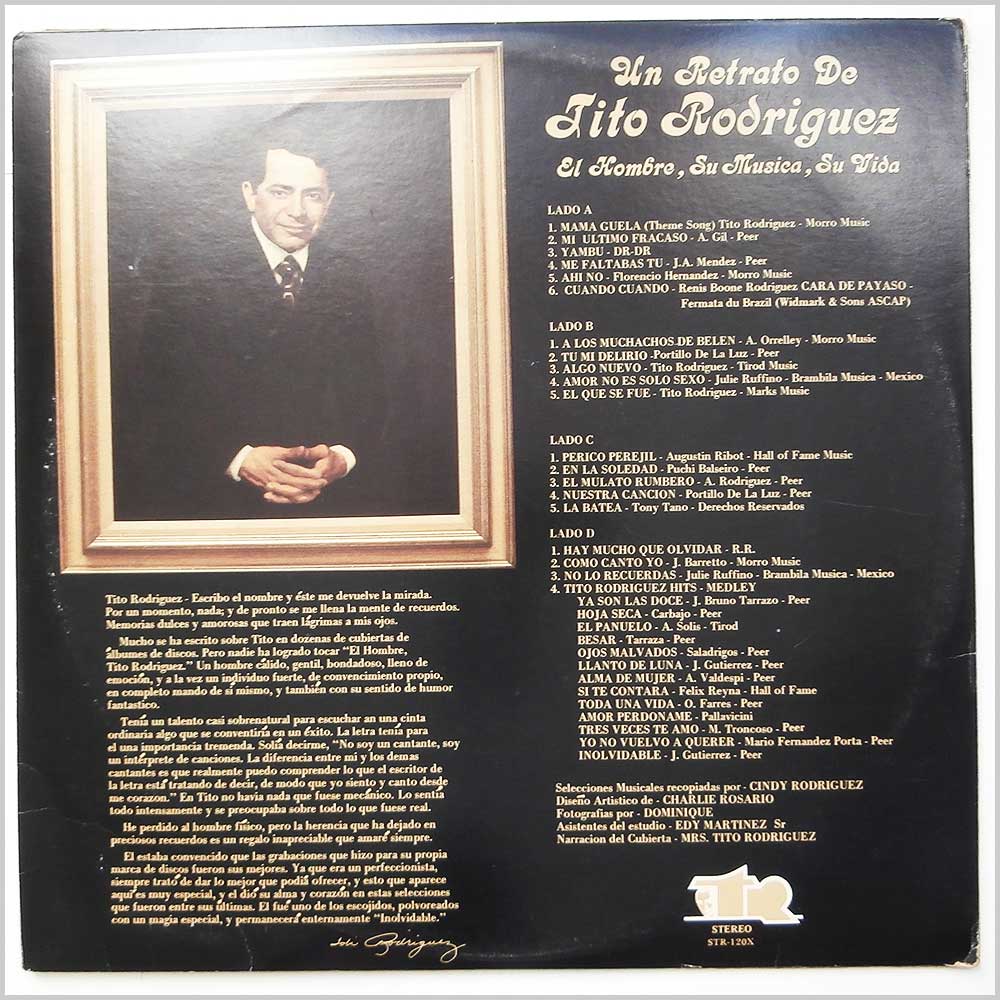 Un Retrato De
Tito Rodriguez
El Hombre, Su Musica, Su Vida
LADO A
1. MAMA GUELA (Theme Song) Tito Rodriguez - Morro Music
2. MI ULTIMO FRACASO - A. Gil - Peer
3. YAMBU - DR-DR
4. ME FALTABAS TU - J.A. Mendez - Peer
5. AHI NO - Florencio Hernandez - Morro Music
6. CUANDO CUANDO - Renis Boone Rodriguez CARA DE PAYASO -
Fermata du Brazil (Widmark & Sons ASCAP)
LADO B
1. A LOS MUCHACHOS DE BELEN - A. Orrelley - Morro Music
2. TU MI DELIRIO -Portillo De La Luz - Peer
3. ALGO NUEVO - Tito Rodriguez - Tirod Music
4. AMOR NO ES SOLO SEXO - Julie Ruffino - Brambila Musica - Mexico
5. EL QUE SE FUE - Tito Rodriguez - Marks Music
LADO C
1. PERICO PEREJIL - Augustin Ribot - Hall of Fame Music
2. EN LA SOLEDAD - Puchi Balseiro - Peer
3. EL MULATO RUMBERO - A. Rodriguez - Peer
4. NUESTRA CANCION - Portillo De La Luz - Peer
5. LA BATEA - Tony Tano - Derechos Reservados
LADO D
1. HAY MUCHO QUE OLVIDAR - R.R.
2. COMO CANTO YO - J. Barretto - Morro Music
3. NO LO RECUERDAS - Julie Ruffino - Brambila Musica - Mexico
4. TITO RODRIGUEZ HITS - MEDLEY
YA SON LAS DOCE - J. Bruno Tarrazo - Peer
HOJA SECA - Carbajo - Peer
EL PANUELO - A. Solis - Tirod
BESAR - Tarraza - Peer
OJOS MALVADOS - Saladrigos - Peer
LLANTO DE LUNA - J. Gutierrez - Peer
ALMA DE MUJER - A. Valdespi - Peer
SI TE CONTARA - Felix Reyna - Hall of Fame
TODA UNA VIDA - O. Farres - Peer
AMOR PERDONAME - Pallavicini
TRES VECES TE AMO - M. Troncoso - Peer
YO NO VUELVO A QUERER - Mario Fernandez Porta - Peer
INOLVIDABLE - J. Gutierrez - Peer
Selecciones Musicales recopiadas por - CINDY RODRIGUEZ
Diseño Artistico de - CHARLIE ROSARIO
Fotografias por - DOMINIQUE
Asistentes del estudio - EDY MARTINEZ Sr
Narracion del Cubierta - MRS. TITO RODRIGUEZ
Tito Rodriguez - Escribo el nombre y éste me devuelve la mirada.
Por un momento, nada; y de pronto se me llena la mente de recuerdos.
Memorias dulces y amorosas que traen lágrimas a mis ojos.
Mucho se ha escrito sobre Tito en dozenas de cubiertas de
álbumes de discos. Pero nadie ha logrado tocar "El Hombre,
Tito Rodriguez." Un hombre cálido, gentil, bondadoso, lleno de
emoción, y a la vez un individuo fuerte, de convencimiento propio,
en completo mando de sí mismo, y también con su sentido de humor
fantastico.
Tenía un talento casi sobrenatural para escuchar an una cinta
ordinaria algo que se conventiría en un éxito. La letra tenía para
el una importancia tremenda. Solía decirme, "No soy un cantante, soy
un intérprete de canciones. La diferencia entre mi y los demas
cantantes es que realmente puedo comprender lo que el escritor de
la letra está tratando de decir, de modo que yo siento y canto desde
me corazon." En Tito no havia nada que fuese mecánico. Lo sentía
todo intensamente y se preocupaba sobre todo lo que fuese real.
He perdido al hombre físico, pero la herencia que ha dejado en
preciosos recuerdos es un regalo inapreciable que amaré siempre.
El estaba convencido que las grabaciones que hizo para su propia
marca de discos fueron sus mejores. Ya que era un perfeccionista,
siempre trató de dar lo mejor que podiá ofrecer, y esto que aparece
aquí es muy especial, y el dió su alma y corazón en estas selecciones
que fueron entre sus últimas. El fué uno de los escojidos, polvoreados
con un magia especial, y permanecerá enternamente "Inolvidable."
Rodriguez
TR
STEREO
STR-120X